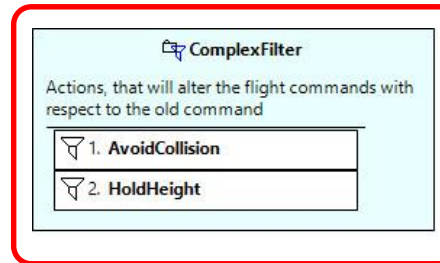 ComplexFilter
Actions, that will alter the flight commands with
respect to the old command
1. AvoidCollision
2. HoldHeight